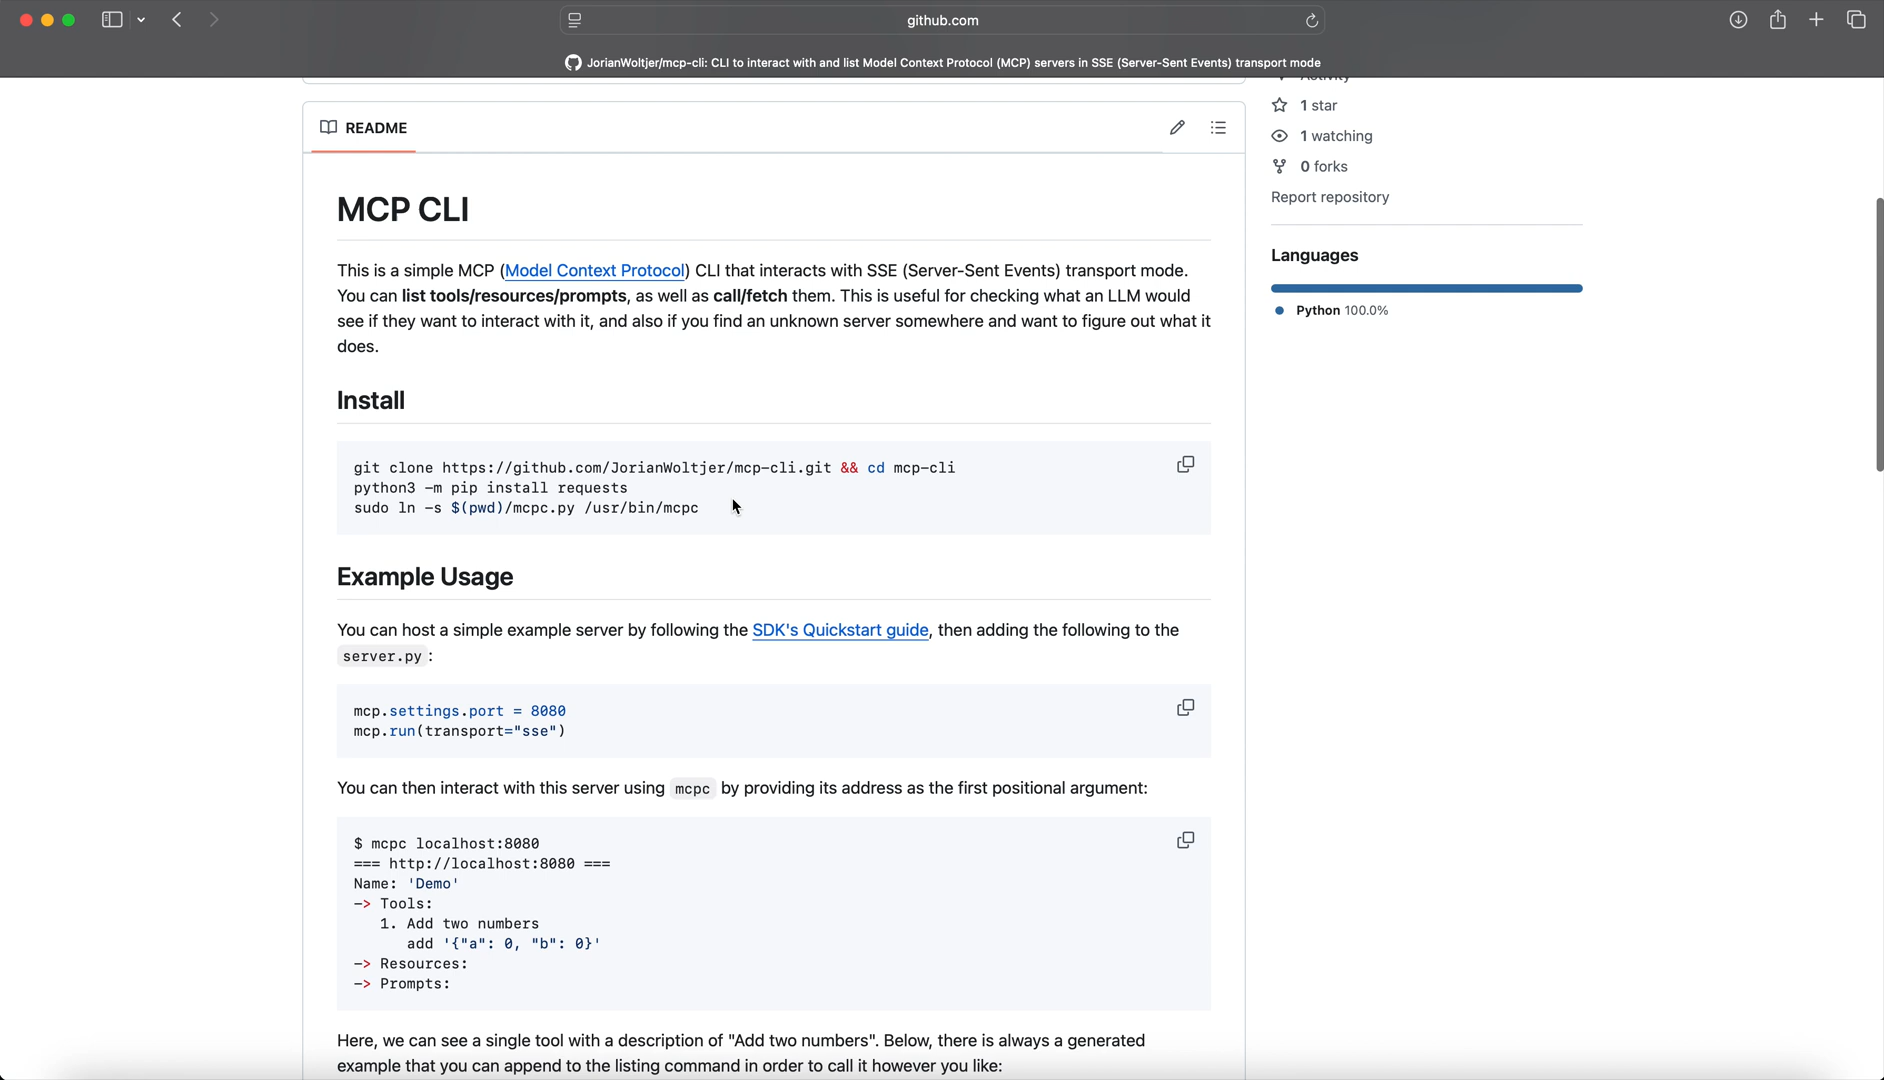 github.com
JorianWoltjer/mcp-cli: CLI to interact with and list Model Context Protocol (MCP) servers in SSE (Server-Sent Events) transport mode
Activity
1 star
1 watching
0 forks
Report repository
Languages
Python 100.0%
README
MCP CLI
This is a simple MCP (Model Context Protocol) CLI that interacts with SSE (Server-Sent Events) transport mode.
You can list tools/resources/prompts, as well as call/fetch them. This is useful for checking what an LLM would
see if they want to interact with it, and also if you find an unknown server somewhere and want to figure out what it
does.
Install
git clone https://github.com/JorianWoltjer/mcp-cli.git && cd mcp-cli
python3 -m pip install requests
sudo ln -s $(pwd)/mcpc.py /usr/bin/mcpc
Example Usage
You can host a simple example server by following the SDK's Quickstart guide, then adding the following to the
server.py:
mcp.settings.port = 8080
mcp.run(transport="sse")
You can then interact with this server using mcpc by providing its address as the first positional argument:
$ mcpc localhost:8080
=== http://localhost:8080 ===
Name: 'Demo'
-> Tools:
1. Add two numbers
add '{"a": 0, "b": 0}'
-> Resources:
-> Prompts:
Here, we can see a single tool with a description of "Add two numbers". Below, there is always a generated
example that you can append to the listing command in order to call it however you like: